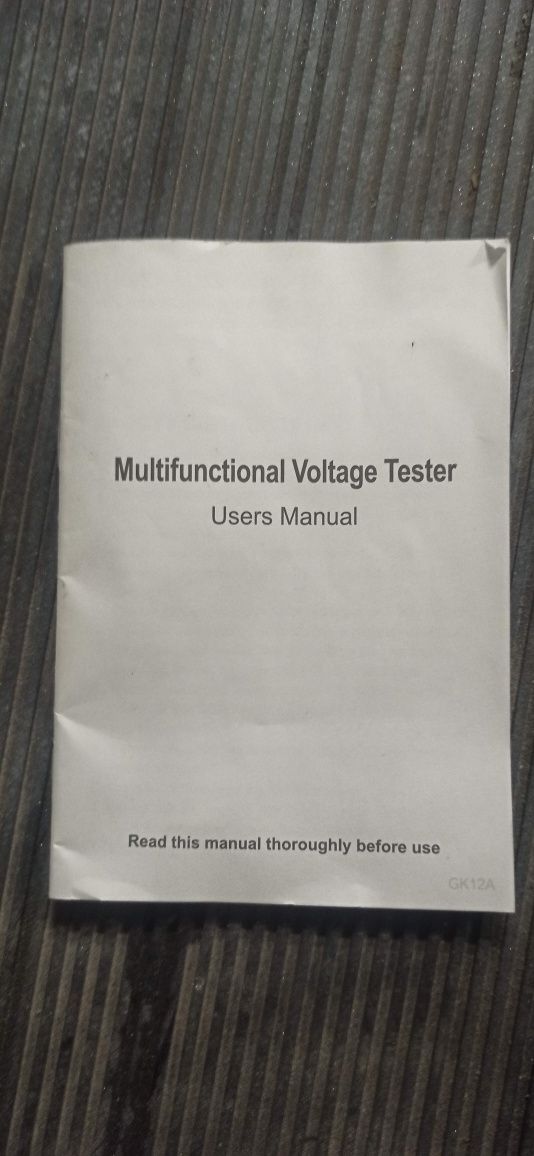 Multifunctional Voltage Tester
Users Manual
Read this manual thoroughly before use
GK12A